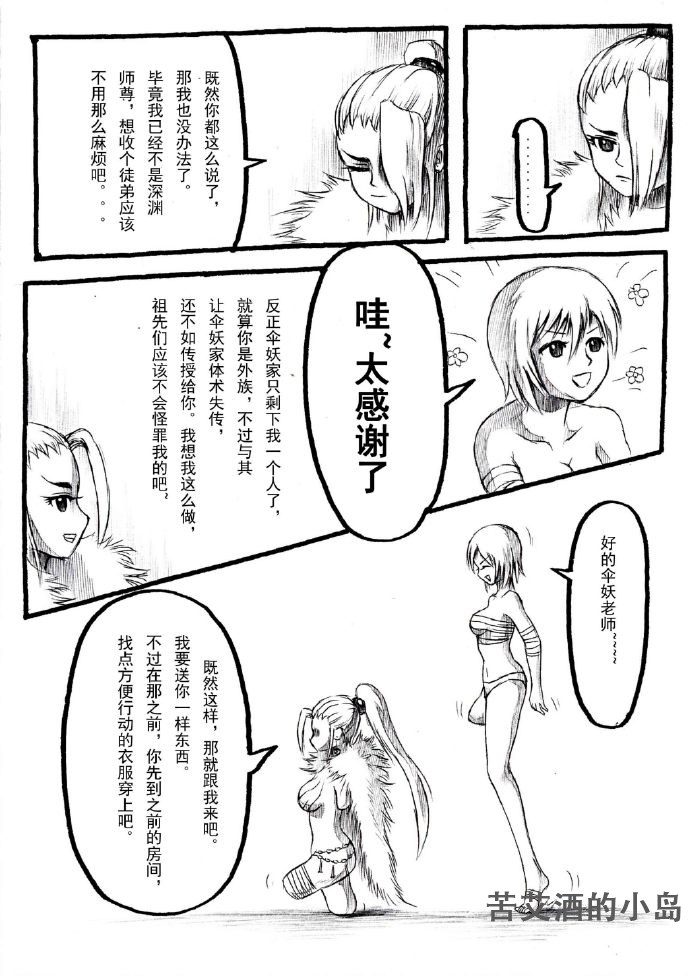 既然你都这么说了，
那我也没办法了。
毕竟我已经不是深渊
师尊，想收个徒弟应该
不用那么麻烦吧。。。
.........
哇~太感谢了
反正伞妖家只剩下我一个人了，
就算你是外族，不过与其
让伞妖家体术失传，
还不如传授给你。我想我这么做，
祖先们应该不会怪罪我的吧~
好的伞妖老师~~~~
既然这样，那就跟我来吧。
我要送你一样东西。
不过在那之前，你先到之前的房间，
找点方便行动的衣服穿上吧。
苦艾酒的小岛